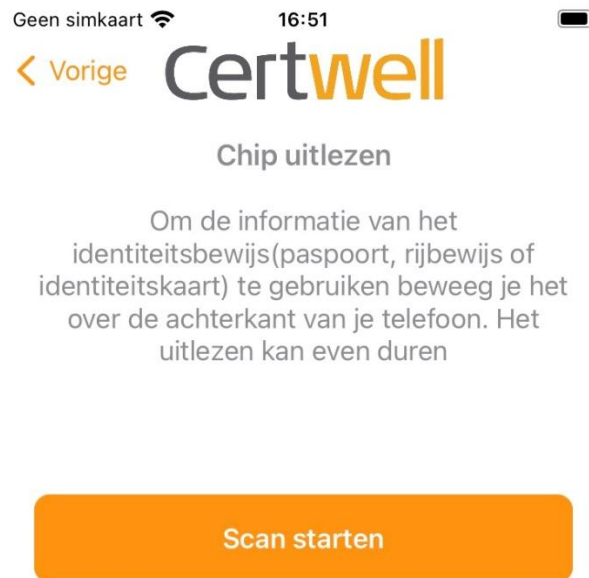 Geen simkaart 16:51
Vorige Certwell
Chip uitlezen
Om de informatie van het
identiteitsbewijs(paspoort, rijbewijs of
identiteitskaart) te gebruiken beweeg je het
over de achterkant van je telefoon. Het
uitlezen kan even duren
Scan starten